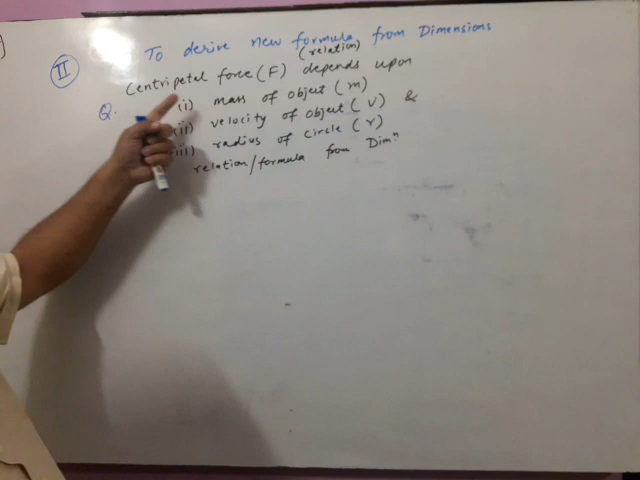 II To derive new formula from Dimensions
(relation)
Q. Centripetal force (F) depends upon
(i) mass of object (m)
(ii) velocity of object (v) &
(iii) radius of circle (r)
relation/formula from Dimⁿ